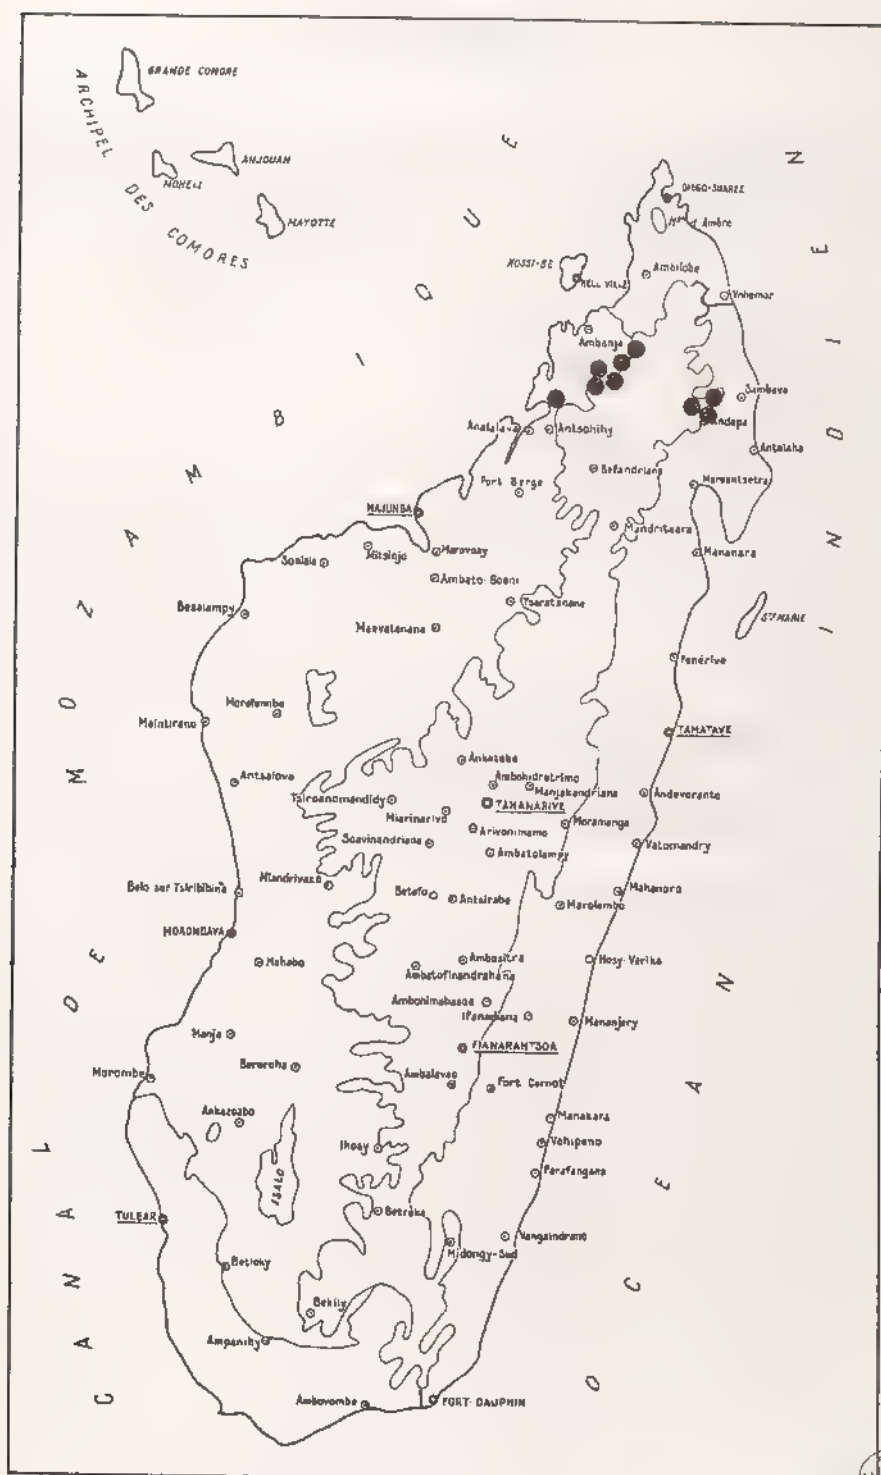 GRANDE COMORE
ARCHIPEL DES COMORES
ANJOUAN
MOHELI
MAYOTTE
CANAL DE MOZAMBIQUE
OCEAN INDIEN
DIEGO-SUAREZ
Mt d'Ambre
NOSSI-BE
HELL VILLE
Ambilobe
Vohemar
Ambanja
Sambava
Andapa
Analalava
Antsohihy
Antalaha
Befandriana
Port Berge
Maroantsetra
MAJUNGA
Mandritsara
Mitsinjo
Marovoay
Mananara
Soalala
Ambato-Boeni
Besalampy
Tsaratanana
Ste MARIE
Maevatanana
Fenerive
Morafenobe
Maintirano
TAMATAVE
Ankazobe
Antsalova
Ambohidratrimo
Manjakandriana
Andevorante
Tsiroanomandidy
TANANARIVE
Miarinarivo
Arivonimamo
Moramanga
Soavinandriana
Vatomandry
Ambatolampy
Miandrivazo
Belo sur Tsiribihina
Betafo
Antsirabe
Mahanoro
Marolambo
MORONDAVA
Mahabo
Ambositra
Nosy-Varika
Ambatofinandrahana
Ambohimahasoa
Ifanadiana
Mananjary
Manja
FIANARANTSOA
Beroroha
Morombe
Ambalavao
Fort Carnot
Ankazoabo
Manakara
Ihosy
Vohipeno
Farafangana
ISALO
TULEAR
Betroka
Vangaindrano
Midongy-Sud
Betioky
Bekily
Ampanihy
Ambovombe
FORT-DAUPHIN